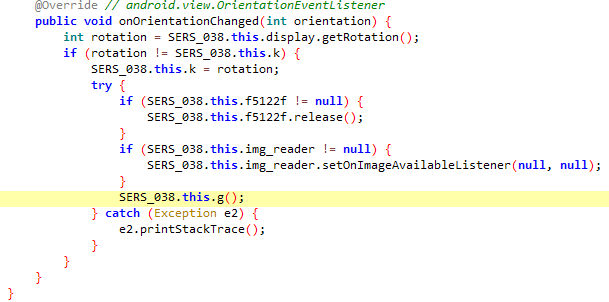 @Override // android.view.OrientationEventListener
public void onOrientationChanged(int orientation) {
int rotation = SERS_038.this.display.getRotation();
if (rotation != SERS_038.this.k) {
SERS_038.this.k = rotation;
try {
if (SERS_038.this.f5122f != null) {
SERS_038.this.f5122f.release();
}
if (SERS_038.this.img_reader != null) {
SERS_038.this.img_reader.setOnImageAvailableListener(null, null);
}
SERS_038.this.g();
} catch (Exception e2) {
e2.printStackTrace();
}
}
}
}